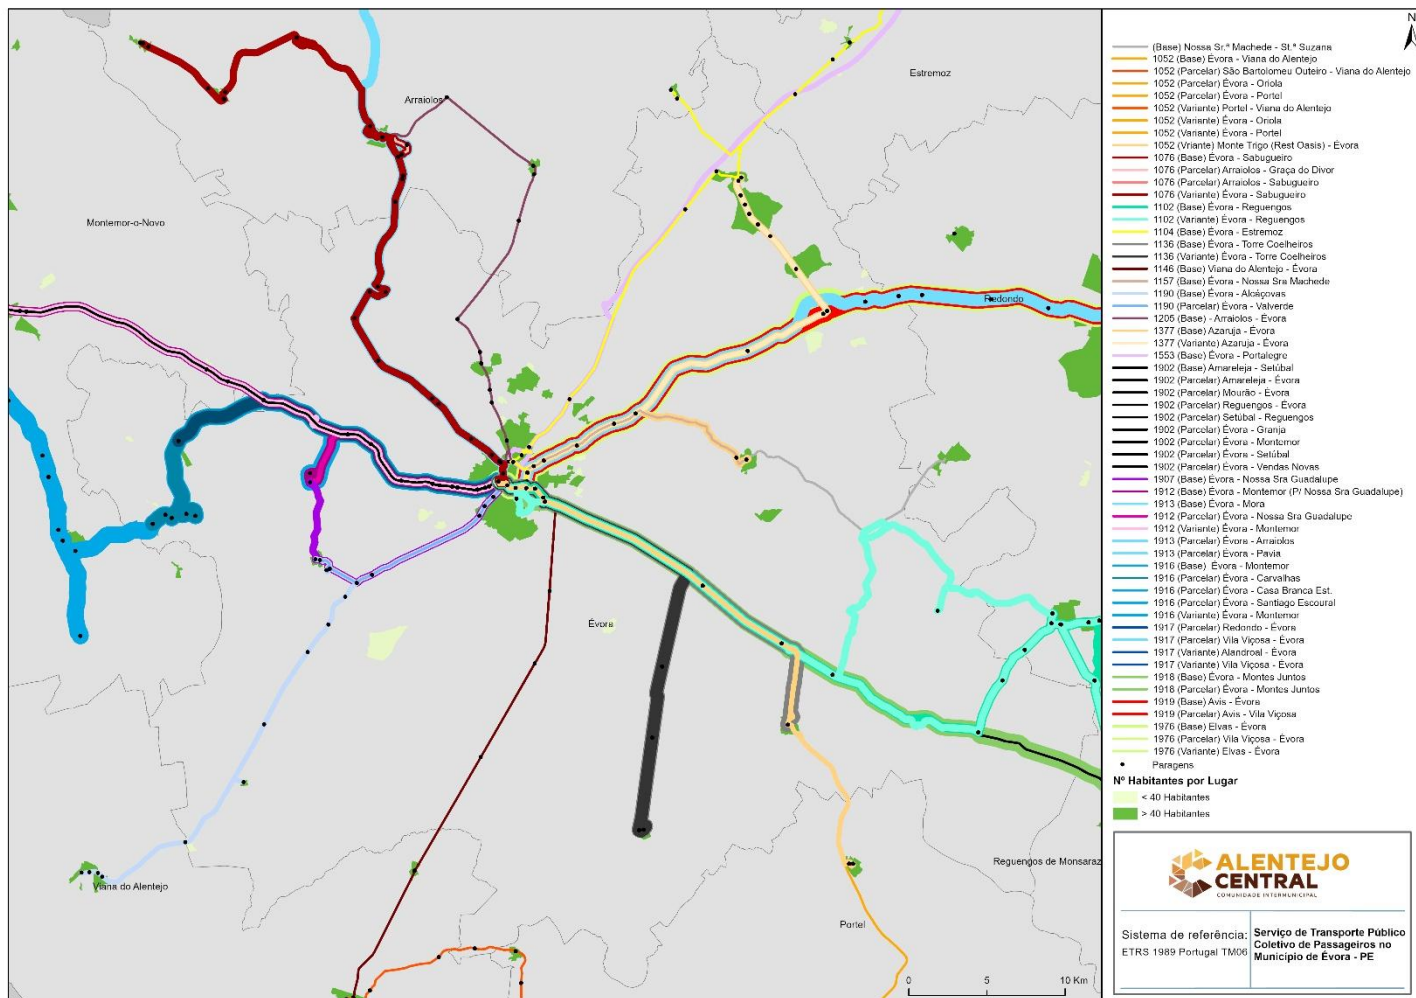 Estremoz
Arraiolos
Montemor-o-Novo
Redondo
Évora
Viana do Alentejo
Reguengos de Monsaraz
Portel
0 5 10 Km
N
(Base) Nossa Sr.ª Machede - St.ª Suzana
1052 (Base) Évora - Viana do Alentejo
1052 (Parcelar) São Bartolomeu Outeiro - Viana do Alentejo
1052 (Parcelar) Évora - Oriola
1052 (Parcelar) Évora - Portel
1052 (Variante) Portel - Viana do Alentejo
1052 (Variante) Évora - Oriola
1052 (Variante) Évora - Portel
1052 (Vriante) Monte Trigo (Rest Oasis) - Évora
1076 (Base) Évora - Sabugueiro
1076 (Parcelar) Arraiolos - Graça do Divor
1076 (Parcelar) Arraiolos - Sabugueiro
1076 (Variante) Évora - Sabugueiro
1102 (Base) Évora - Reguengos
1102 (Variante) Évora - Reguengos
1104 (Base) Évora - Estremoz
1136 (Base) Évora - Torre Coelheiros
1136 (Variante) Évora - Torre Coelheiros
1146 (Base) Viana do Alentejo - Évora
1157 (Base) Évora - Nossa Sra Machede
1190 (Base) Évora - Alcáçovas
1190 (Parcelar) Évora - Valverde
1205 (Base) - Arraiolos - Évora
1377 (Base) Azaruja - Évora
1377 (Variante) Azaruja - Évora
1553 (Base) Évora - Portalegre
1902 (Base) Amareleja - Setúbal
1902 (Parcelar) Amareleja - Évora
1902 (Parcelar) Mourão - Évora
1902 (Parcelar) Reguengos - Évora
1902 (Parcelar) Setúbal - Reguengos
1902 (Parcelar) Évora - Granja
1902 (Parcelar) Évora - Montemor
1902 (Parcelar) Évora - Setúbal
1902 (Parcelar) Évora - Vendas Novas
1907 (Base) Évora - Nossa Sra Guadalupe
1912 (Base) Évora - Montemor (P/ Nossa Sra Guadalupe)
1913 (Base) Évora - Mora
1912 (Parcelar) Évora - Nossa Sra Guadalupe
1912 (Variante) Évora - Montemor
1913 (Parcelar) Évora - Arraiolos
1913 (Parcelar) Évora - Pavia
1916 (Base) Évora - Montemor
1916 (Parcelar) Évora - Carvalhas
1916 (Parcelar) Évora - Casa Branca Est.
1916 (Parcelar) Évora - Santiago Escoural
1916 (Variante) Évora - Montemor
1917 (Parcelar) Redondo - Évora
1917 (Parcelar) Vila Viçosa - Évora
1917 (Variante) Alandroal - Évora
1917 (Variante) Vila Viçosa - Évora
1918 (Base) Évora - Montes Juntos
1918 (Parcelar) Évora - Montes Juntos
1919 (Base) Avis - Évora
1919 (Parcelar) Avis - Vila Viçosa
1976 (Base) Elvas - Évora
1976 (Parcelar) Vila Viçosa - Évora
1976 (Variante) Elvas - Évora
Paragens
Nº Habitantes por Lugar
< 40 Habitantes
> 40 Habitantes
ALENTEJO
CENTRAL
COMUNIDADE INTERMUNICIPAL
Sistema de referência:
ETRS 1989 Portugal TM06
Serviço de Transporte Público
Coletivo de Passageiros no
Município de Évora - PE